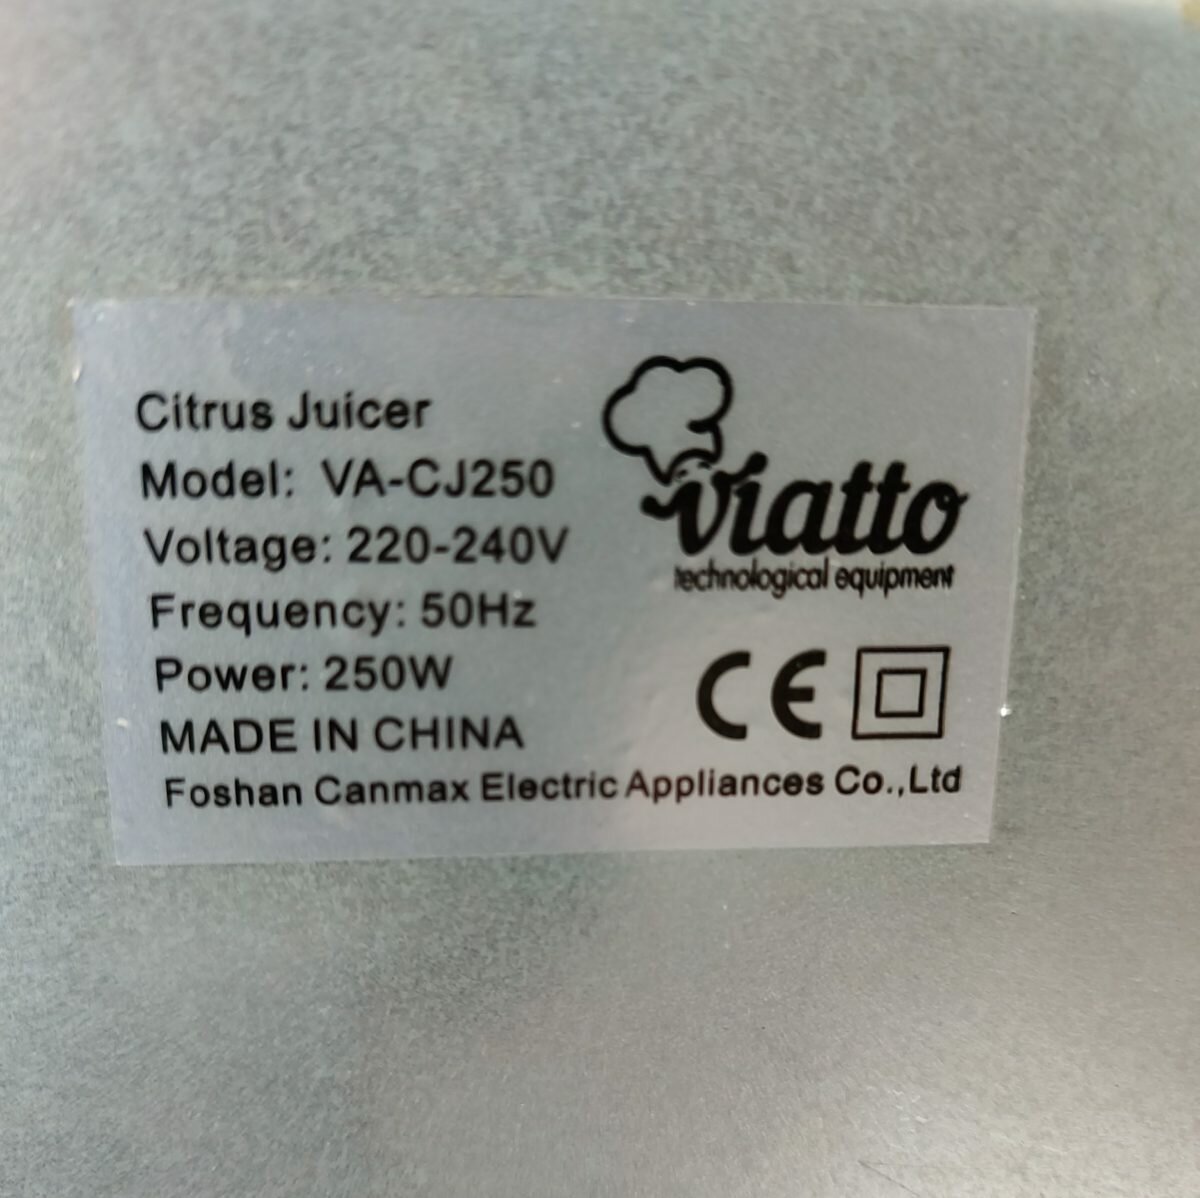 Citrus Juicer
Model: VA-CJ250
Voltage: 220-240V
Frequency: 50Hz
Power: 250W
MADE IN CHINA
Foshan Canmax Electric Appliances Co.,Ltd
viatto
technological equipment
CE